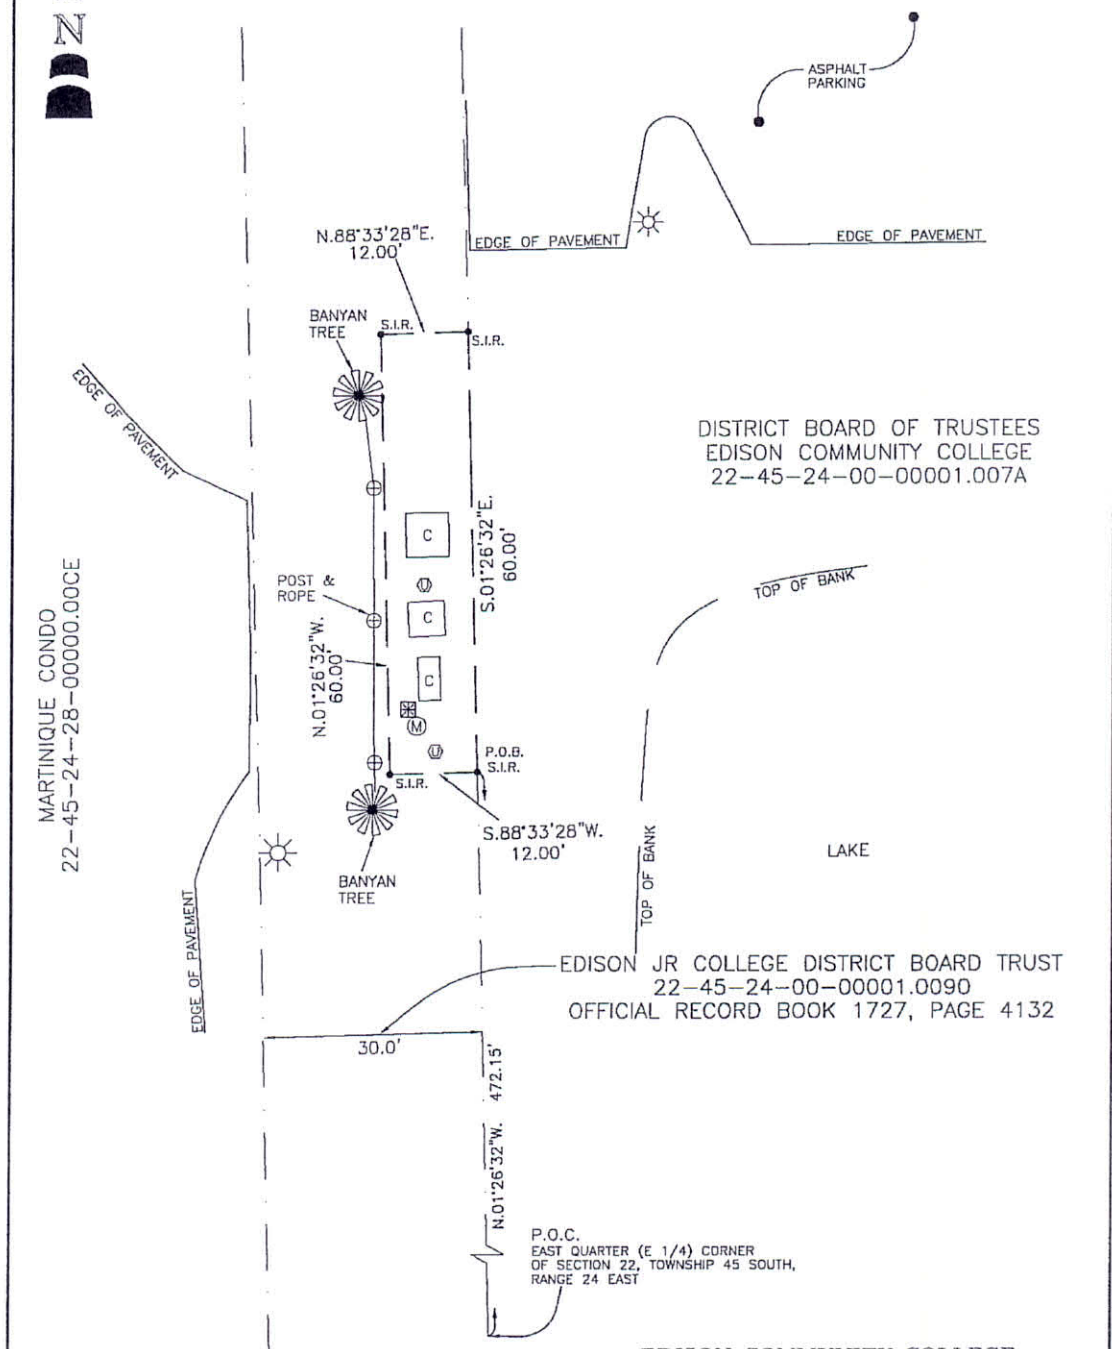 N
ASPHALT
PARKING
N.88°33'28"E.
12.00'
EDGE OF PAVEMENT
EDGE OF PAVEMENT
BANYAN
TREE
S.I.R.
S.I.R.
EDGE OF PAVEMENT
DISTRICT BOARD OF TRUSTEES
EDISON COMMUNITY COLLEGE
22-45-24-00-00001.007A
S.01°26'32"E.
60.00'
C
U
C
C
M
U
POST &
ROPE
N.01°26'32"W.
60.00'
TOP OF BANK
MARTINIQUE CONDO
22-45-24-28-00000.00CE
P.O.B.
S.I.R.
S.I.R.
S.88°33'28"W.
12.00'
TOP OF BANK
LAKE
BANYAN
TREE
EDGE OF PAVEMENT
EDISON JR COLLEGE DISTRICT BOARD TRUST
22-45-24-00-00001.0090
OFFICIAL RECORD BOOK 1727, PAGE 4132
30.0'
N.01°26'32"W. 472.15'
P.O.C.
EAST QUARTER (E 1/4) CORNER
OF SECTION 22, TOWNSHIP 45 SOUTH,
RANGE 24 EAST
EDISON COMMUNITY COLLEGE